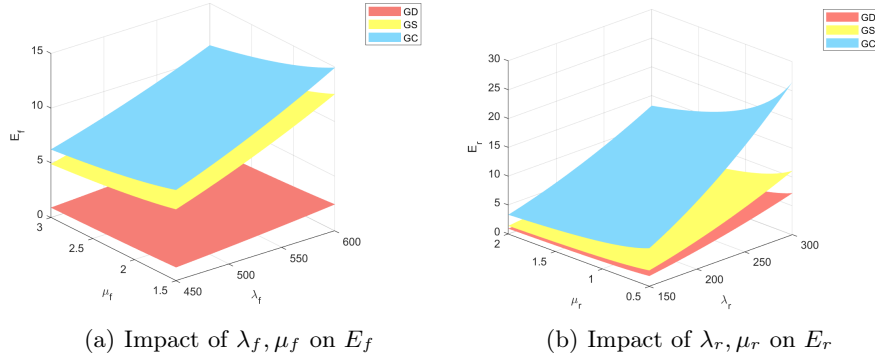 GD
GS
GC
15
10
5
0
E_f
3
2.5
2
1.5
μ_f
450
500
550
600
λ_f
(a) Impact of λ_f, μ_f on E_f
GD
GS
GC
30
25
20
15
10
5
0
E_r
2
1.5
1
0.5
μ_r
150
200
250
300
λ_r
(b) Impact of λ_r, μ_r on E_r